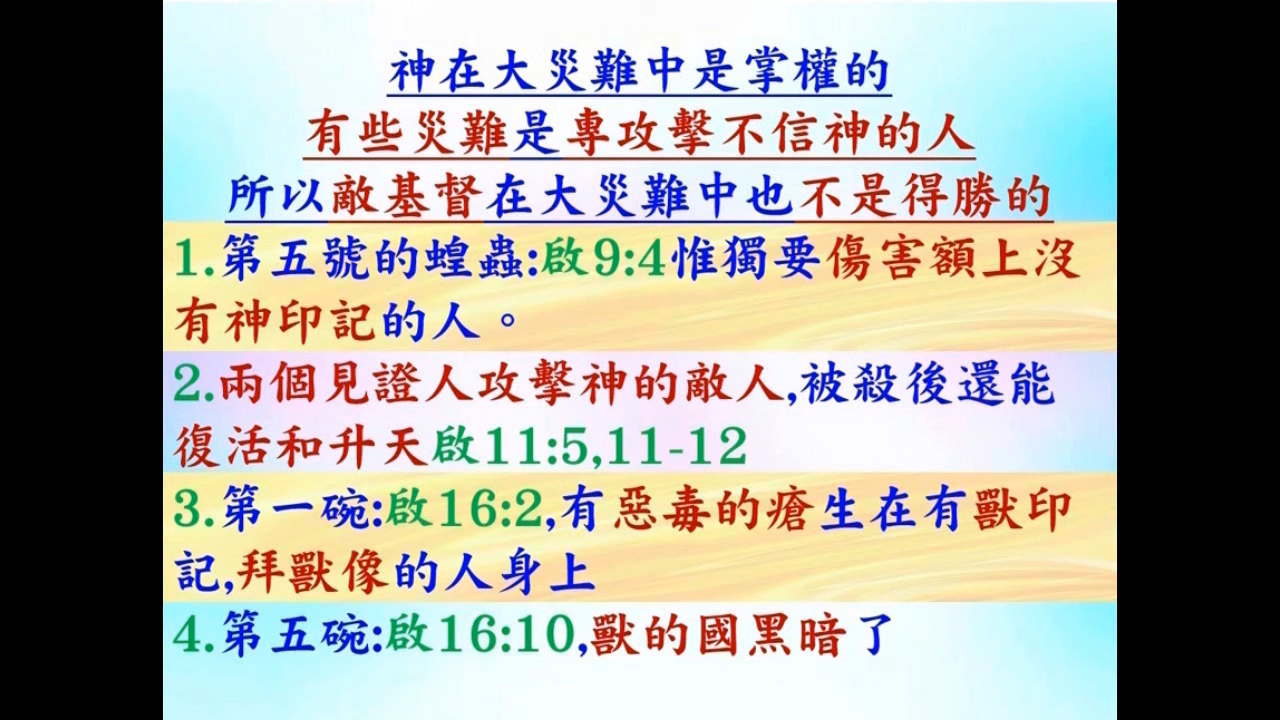 神在大災難中是掌權的
有些災難是專攻擊不信神的人
所以敵基督在大災難中也不是得勝的
1.第五號的蝗蟲:啟9:4惟獨要傷害額上沒
有神印記的人。
2.兩個見證人攻擊神的敵人,被殺後還能
復活和升天啟11:5,11-12
3.第一碗:啟16:2,有惡毒的瘡生在有獸印
記,拜獸像的人身上
4.第五碗:啟16:10,獸的國黑暗了